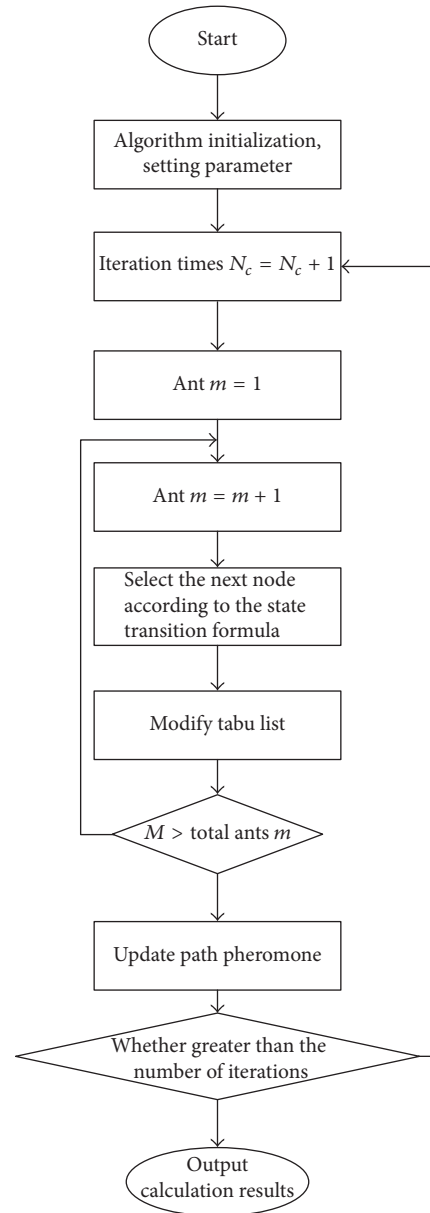 Start
Algorithm initialization,
setting parameter
Iteration times N_c = N_c + 1
Ant m = 1
Ant m = m + 1
Select the next node
according to the state
transition formula
Modify tabu list
M > total ants m
Update path pheromone
Whether greater than the
number of iterations
Output
calculation results